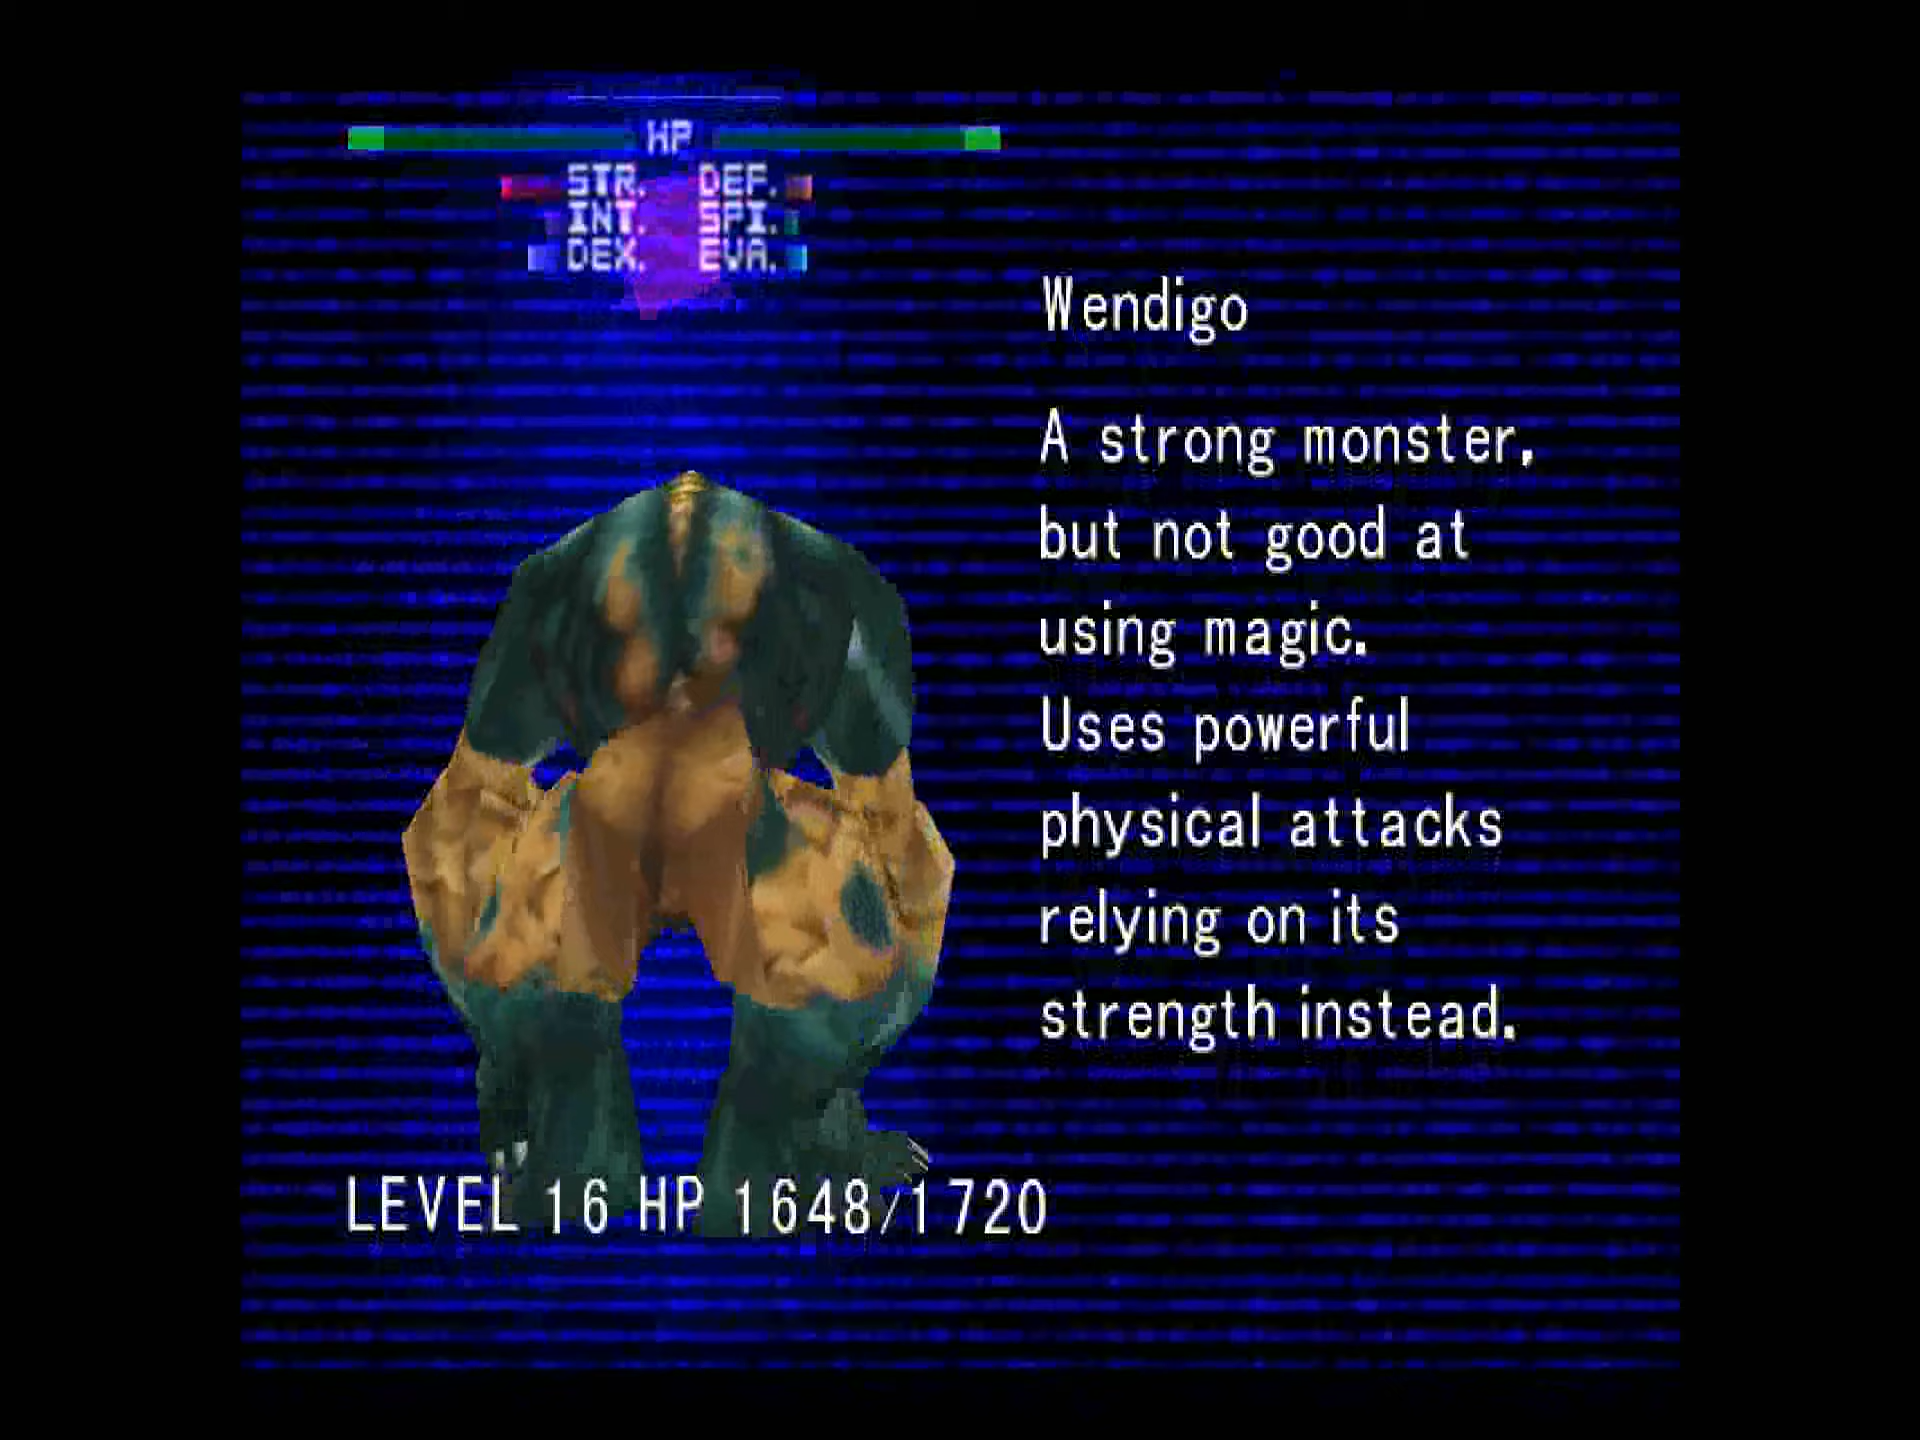 HP
STR. DEF.
INT. SPI.
DEX. EVA.
Wendigo
A strong monster,
but not good at
using magic.
Uses powerful
physical attacks
relying on its
strength instead.
LEVEL 16 HP 1648/1720